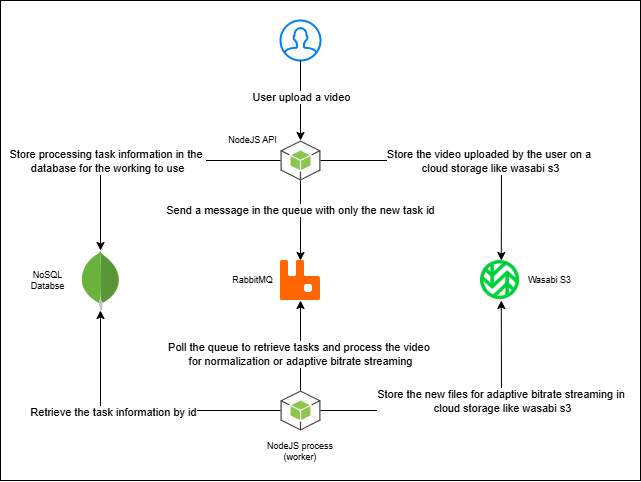 User upload a video
NodeJS API
Store processing task information in the
database for the working to use
Store the video uploaded by the user on a
cloud storage like wasabi s3
Send a message in the queue with only the new task id
NoSQL
Databse
RabbitMQ
Wasabi S3
Poll the queue to retrieve tasks and process the video
for normalization or adaptive bitrate streaming
Store the new files for adaptive bitrate streaming in
cloud storage like wasabi s3
Retrieve the task information by id
NodeJS process
(worker)